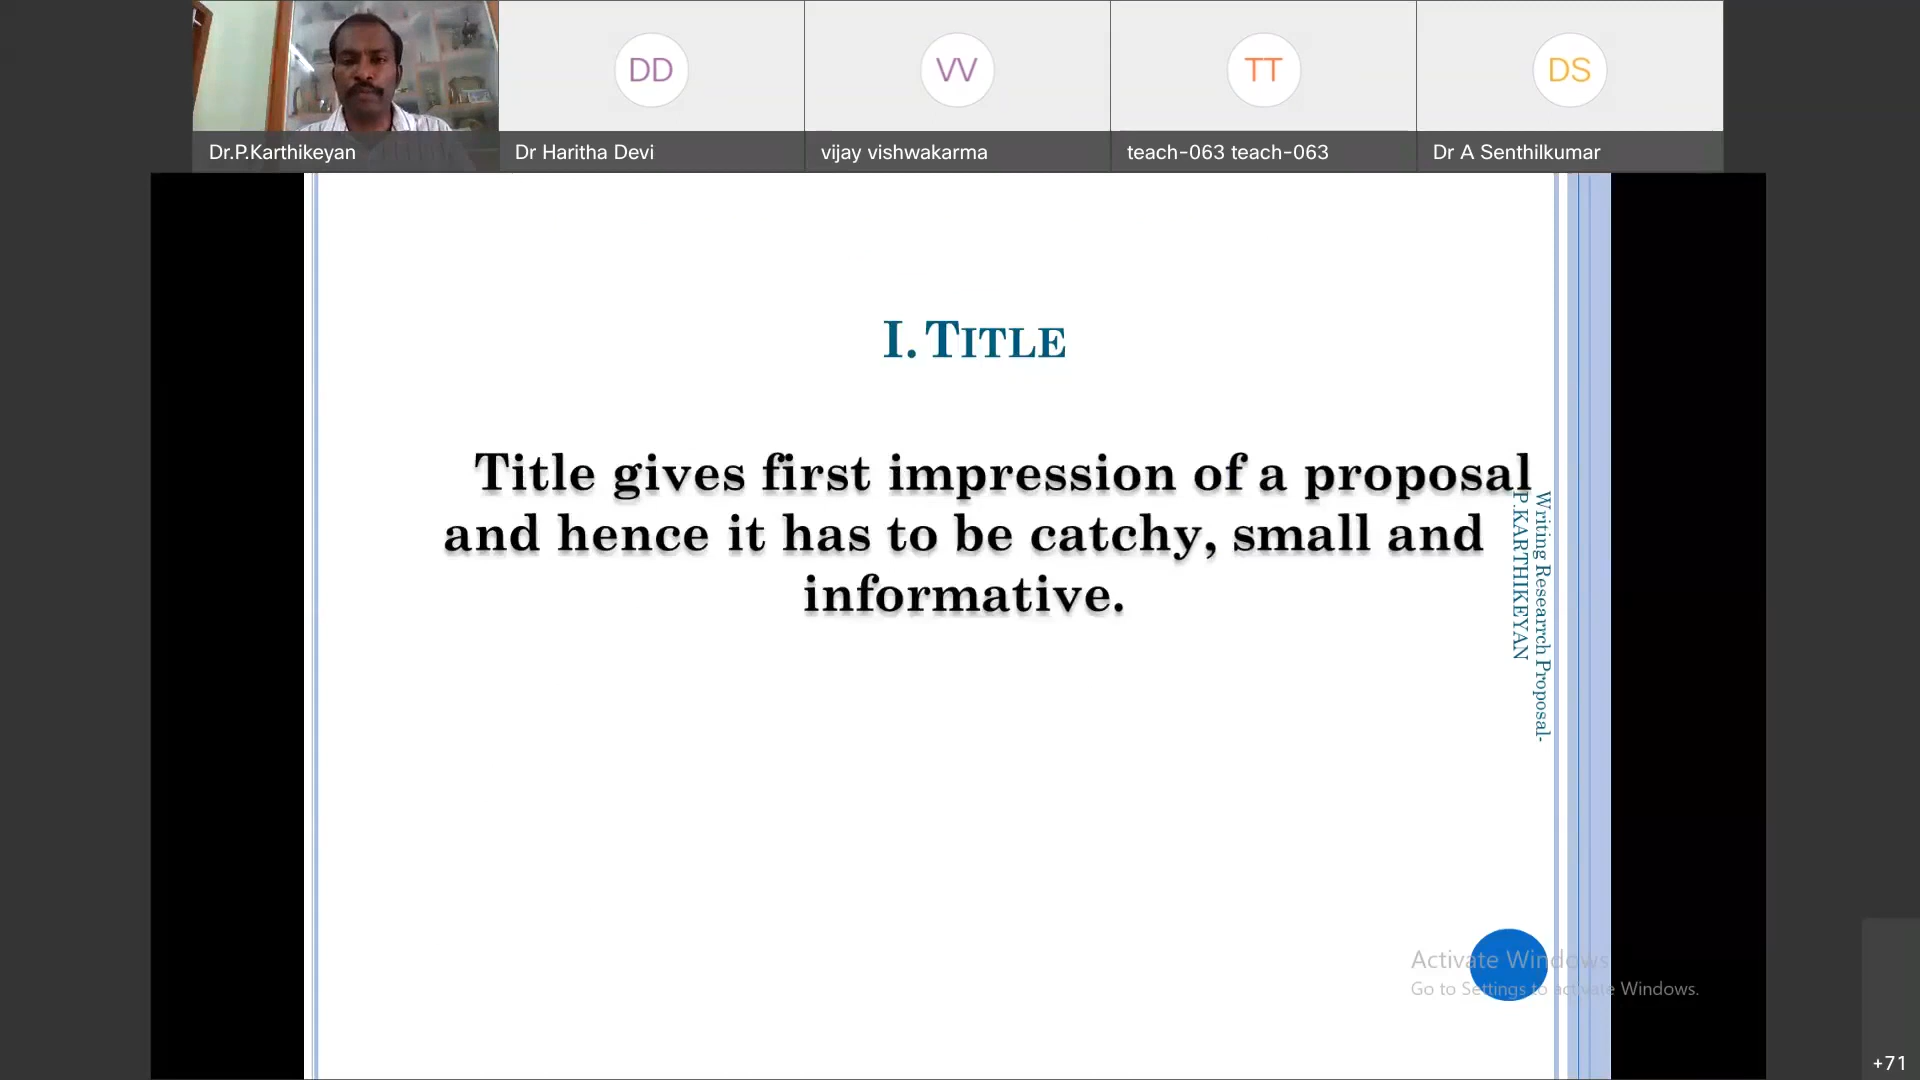 DD
VV
TT
DS
Dr.P.Karthikeyan
Dr Haritha Devi
vijay vishwakarma
teach-063 teach-063
Dr A Senthilkumar
I. TITLE
Title gives first impression of a proposal
and hence it has to be catchy, small and
informative.
Writing Researrch Proposal-
P.KARTHIKEYAN
Activate Windows
Go to Settings to activate Windows.
+71